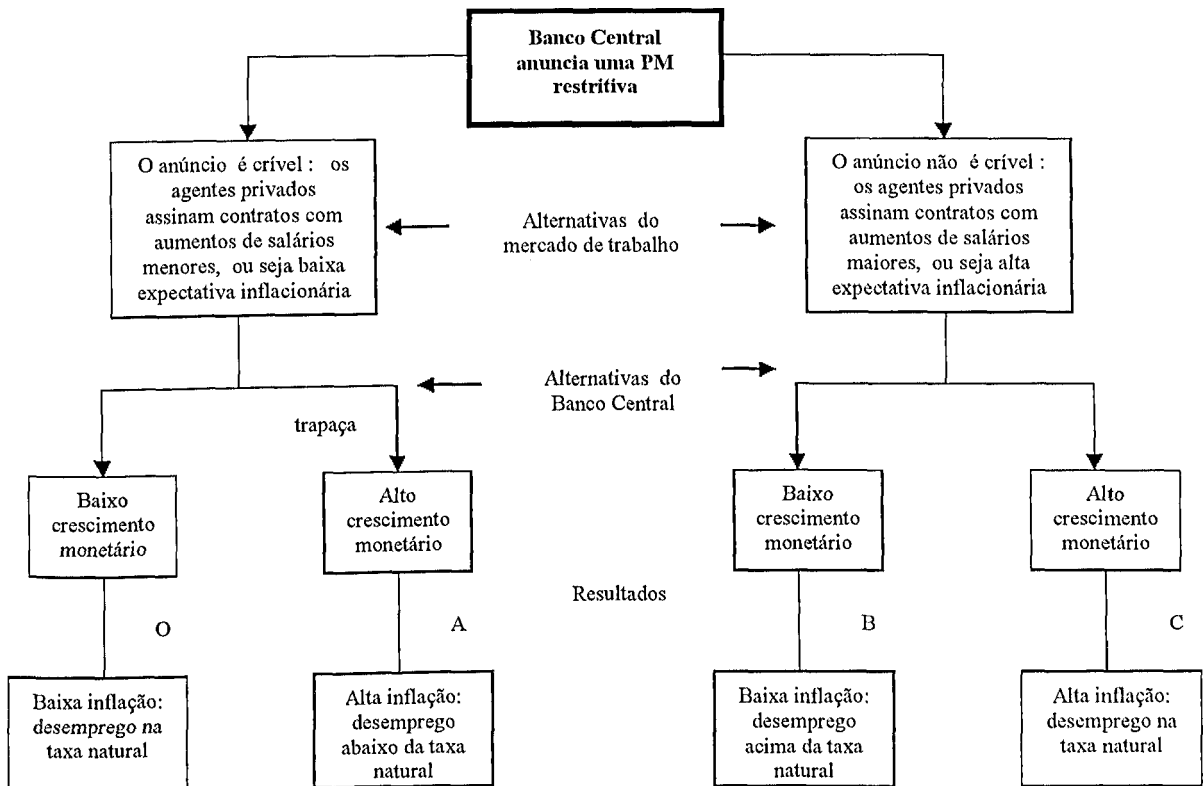 Banco Central
anuncia uma PM
restritiva
O anúncio é crível : os
agentes privados
assinam contratos com
aumentos de salários
menores, ou seja baixa
expectativa inflacionária
Alternativas do
mercado de trabalho
O anúncio não é crível :
os agentes privados
assinam contratos com
aumentos de salários
maiores, ou seja alta
expectativa inflacionária
Alternativas do
Banco Central
trapaça
Baixo
crescimento
monetário
Alto
crescimento
monetário
Baixo
crescimento
monetário
Alto
crescimento
monetário
Resultados
O
A
B
C
Baixa inflação:
desemprego na
taxa natural
Alta inflação:
desemprego
abaixo da taxa
natural
Baixa inflação:
desemprego
acima da taxa
natural
Alta inflação:
desemprego na
taxa natural